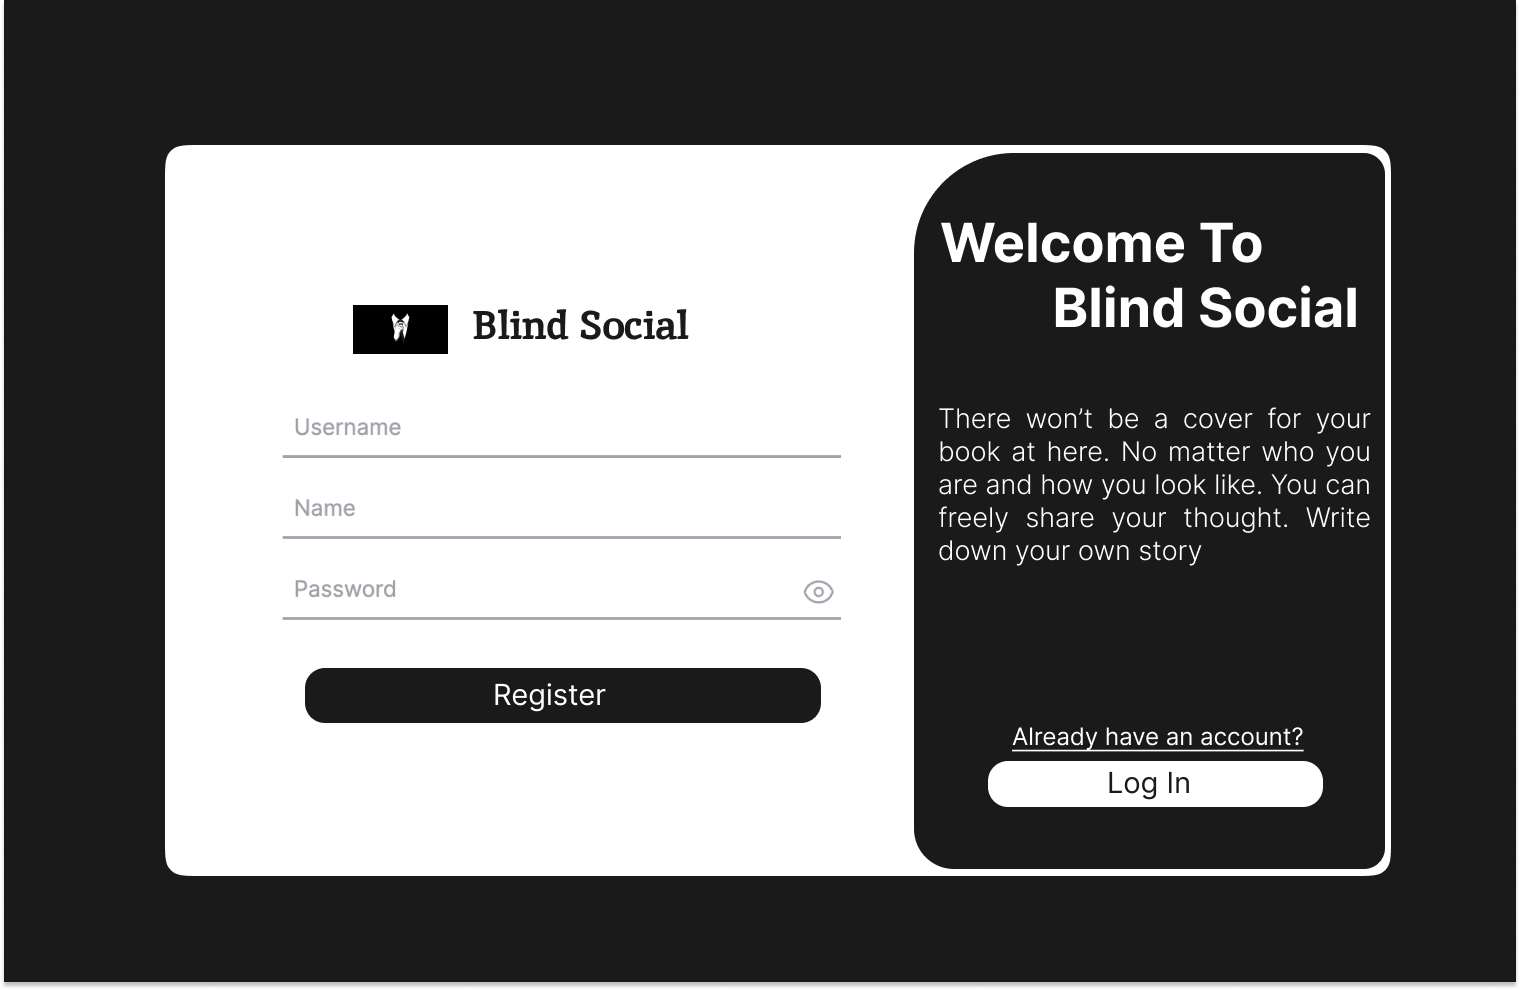 Blind Social
Username
Name
Password
Register
Welcome To
Blind Social
There won’t be a cover for your
book at here. No matter who you
are and how you look like. You can
freely share your thought. Write
down your own story
Already have an account?
Log In